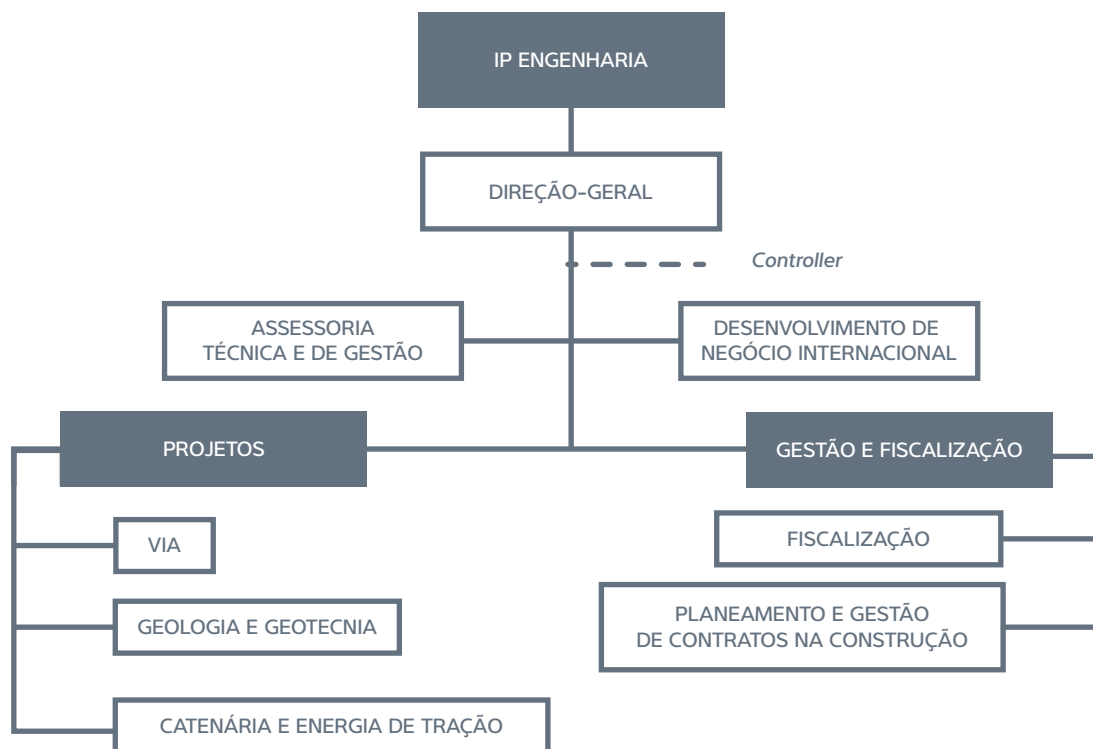 IP ENGENHARIA
DIREÇÃO-GERAL
Controller
ASSESSORIA
TÉCNICA E DE GESTÃO
DESENVOLVIMENTO DE
NEGÓCIO INTERNACIONAL
PROJETOS
GESTÃO E FISCALIZAÇÃO
VIA
FISCALIZAÇÃO
GEOLOGIA E GEOTECNIA
PLANEAMENTO E GESTÃO
DE CONTRATOS NA CONSTRUÇÃO
CATENÁRIA E ENERGIA DE TRAÇÃO